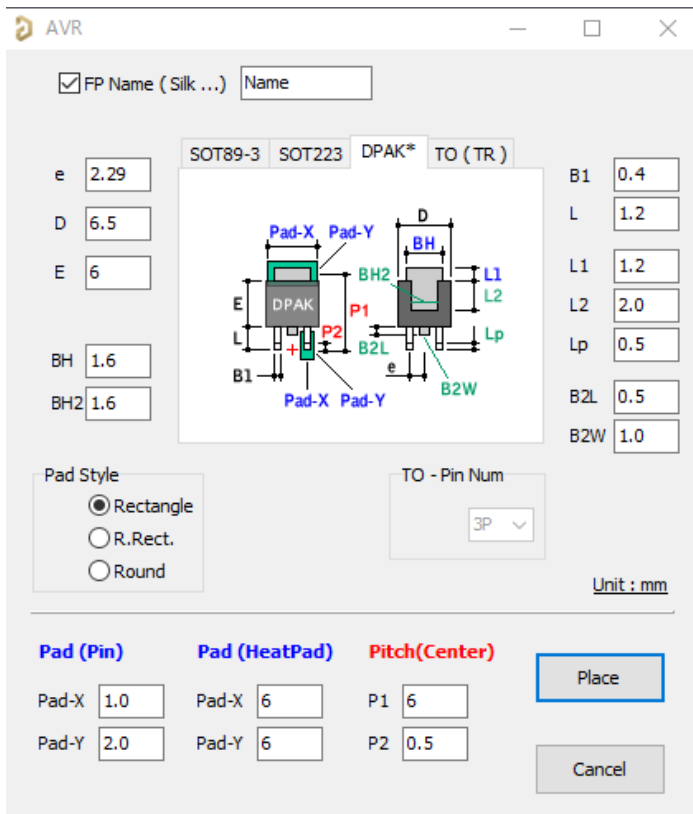 AVR
FP Name ( Silk ...) Name
SOT89-3 SOT223 DPAK* TO ( TR )
e 2.29
D 6.5
E 6
BH 1.6
BH2 1.6
Pad-X Pad-Y
E DPAK P1
L P2
B1
Pad-X Pad-Y
D
BH
BH2 L1
L2
B2L Lp
e
B2W
B1 0.4
L 1.2
L1 1.2
L2 2.0
Lp 0.5
B2L 0.5
B2W 1.0
Pad Style
Rectangle
R.Rect.
Round
TO - Pin Num
3P
Unit : mm
Pad (Pin) Pad (HeatPad) Pitch(Center)
Pad-X 1.0 Pad-X 6 P1 6
Pad-Y 2.0 Pad-Y 6 P2 0.5
Place
Cancel